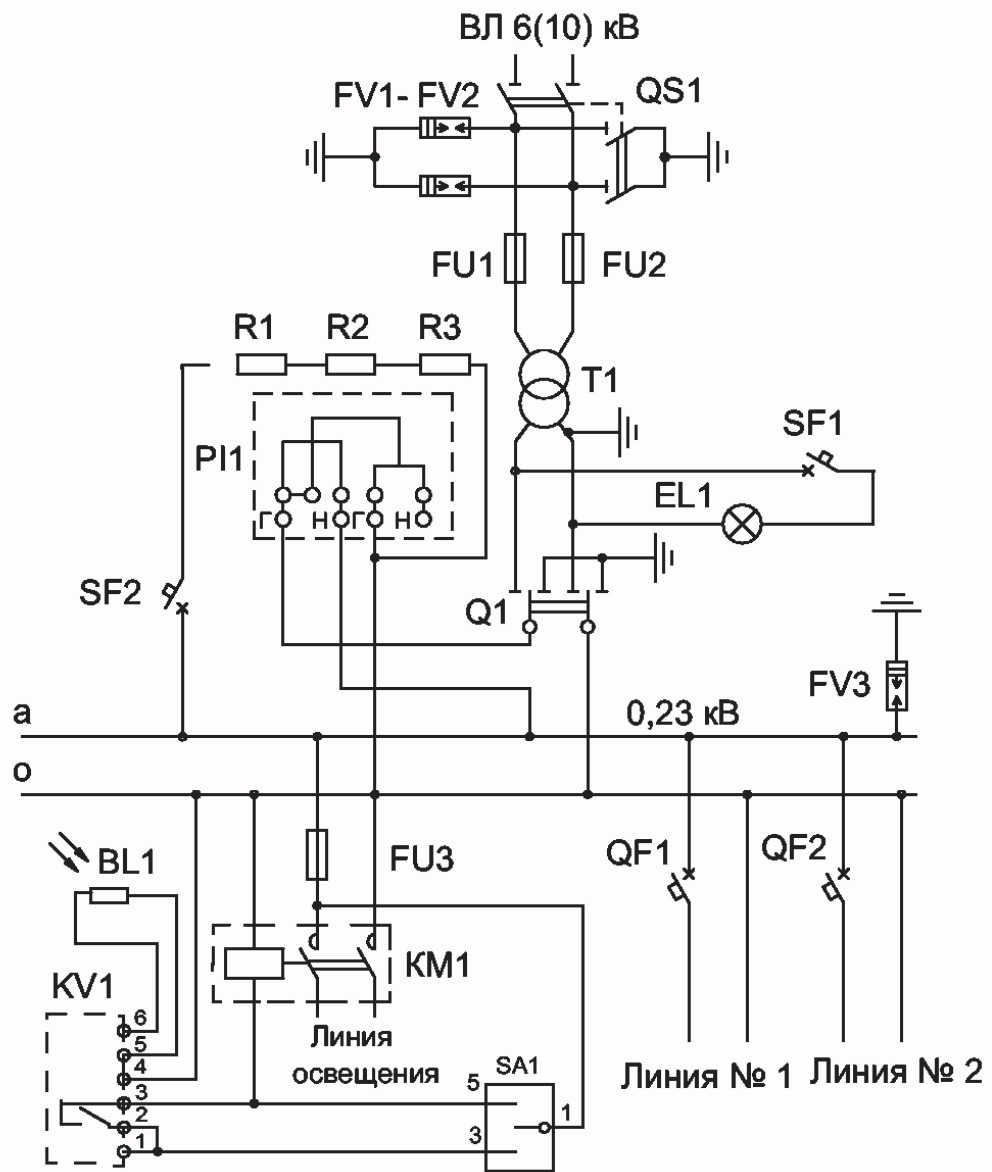 ВЛ 6(10) кВ
FV1- FV2
QS1
FU1
FU2
R1
R2
R3
T1
SF1
PI1
EL1
Г
Н
Г
Н
SF2
Q1
FV3
а
0,23 кВ
о
BL1
FU3
QF1
QF2
KV1
КМ1
6
5
4
3
2
1
Линия
освещения
SA1
5
1
3
Линия № 1
Линия № 2